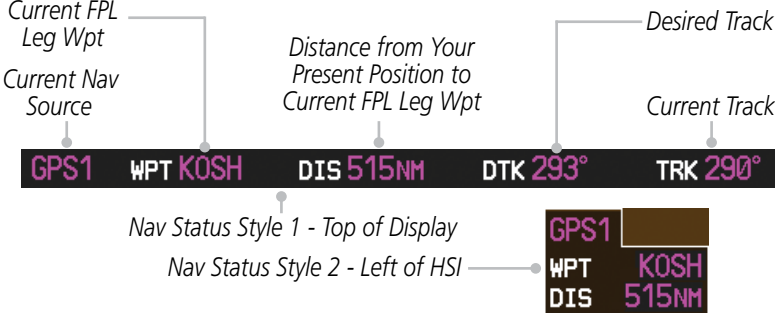 Current FPL
Leg Wpt
Current Nav
Source
Distance from Your
Present Position to
Current FPL Leg Wpt
Desired Track
Current Track
GPS1 WPT KOSH DIS 515NM DTK 293° TRK 290°
Nav Status Style 1 - Top of Display
Nav Status Style 2 - Left of HSI
GPS1
WPT KOSH
DIS 515NM